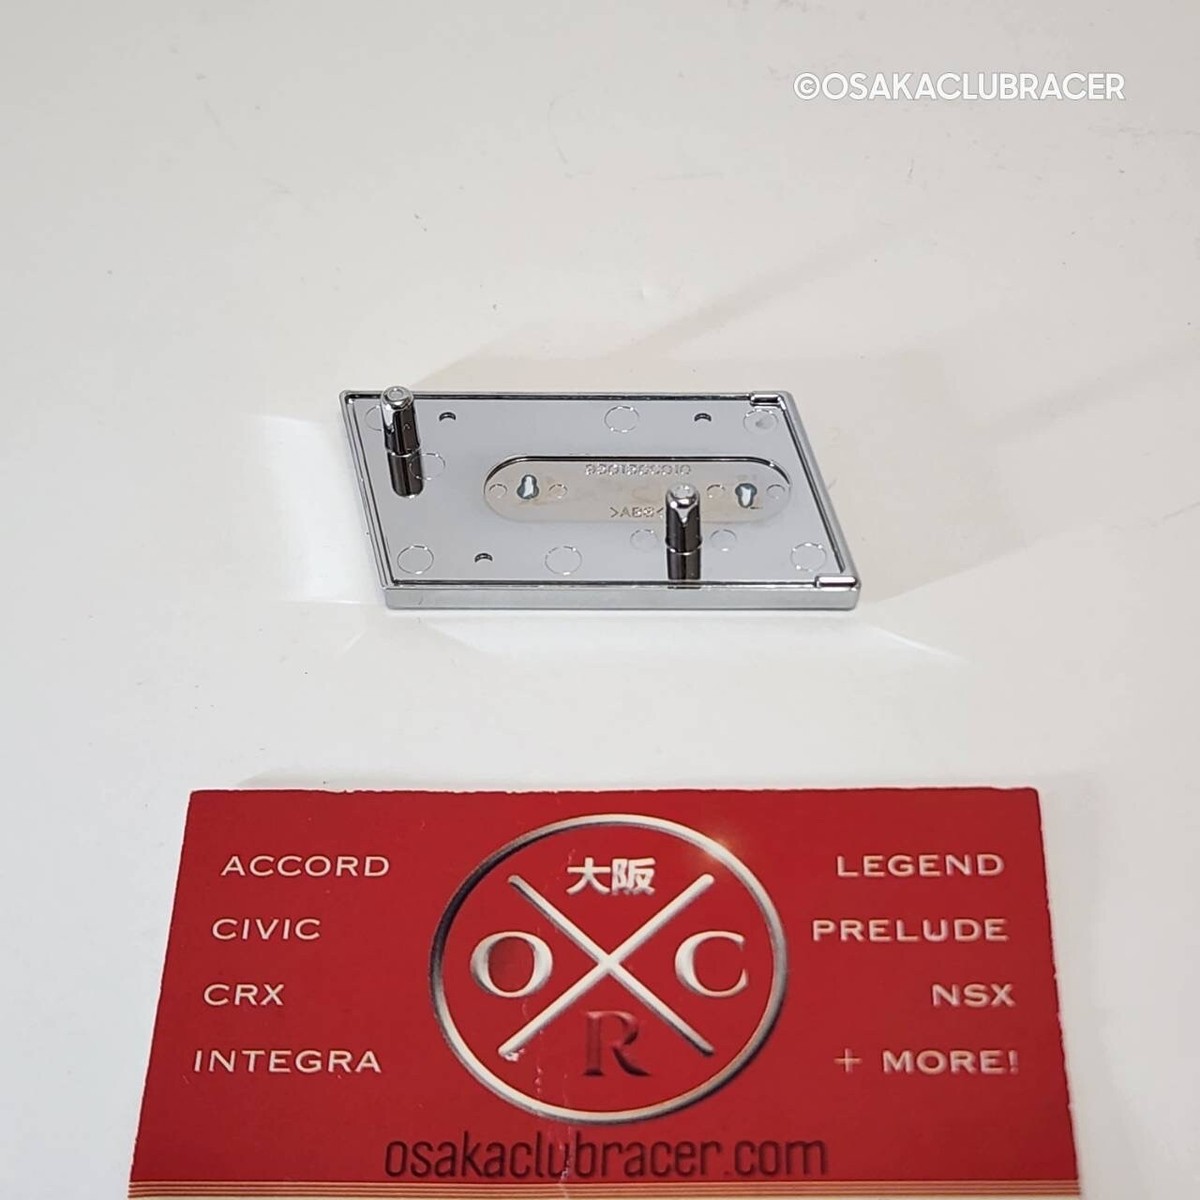 ©OSAKACLUBRACER
>ABS<
ACCORD
CIVIC
CRX
INTEGRA
大阪
O C
R
LEGEND
PRELUDE
NSX
+ MORE!
osakaclubracer.com